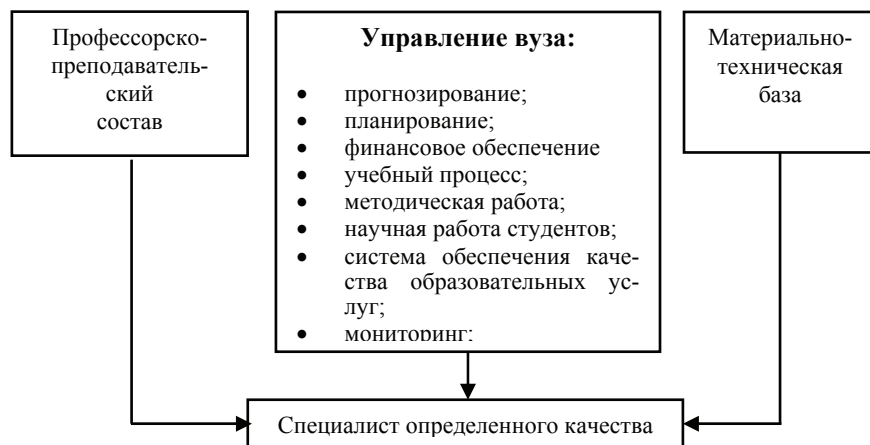 Профессорско-
преподаватель-
ский
состав
Управление вуза:
• прогнозирование;
• планирование;
• финансовое обеспечение
• учебный процесс;
• методическая работа;
• научная работа студентов;
• система обеспечения каче-
ства образовательных ус-
луг;
• мониторинг;
Материально-
техническая
база
Специалист определенного качества